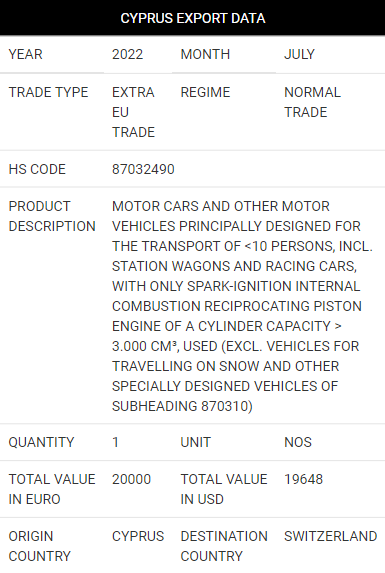 CYPRUS EXPORT DATA
YEAR 2022 MONTH JULY
TRADE TYPE EXTRA EU TRADE REGIME NORMAL TRADE
HS CODE 87032490
PRODUCT DESCRIPTION MOTOR CARS AND OTHER MOTOR
VEHICLES PRINCIPALLY DESIGNED FOR
THE TRANSPORT OF <10 PERSONS, INCL.
STATION WAGONS AND RACING CARS,
WITH ONLY SPARK-IGNITION INTERNAL
COMBUSTION RECIPROCATING PISTON
ENGINE OF A CYLINDER CAPACITY >
3.000 CM³, USED (EXCL. VEHICLES FOR
TRAVELLING ON SNOW AND OTHER
SPECIALLY DESIGNED VEHICLES OF
SUBHEADING 870310)
QUANTITY 1 UNIT NOS
TOTAL VALUE IN EURO 20000 TOTAL VALUE IN USD 19648
ORIGIN COUNTRY CYPRUS DESTINATION COUNTRY SWITZERLAND